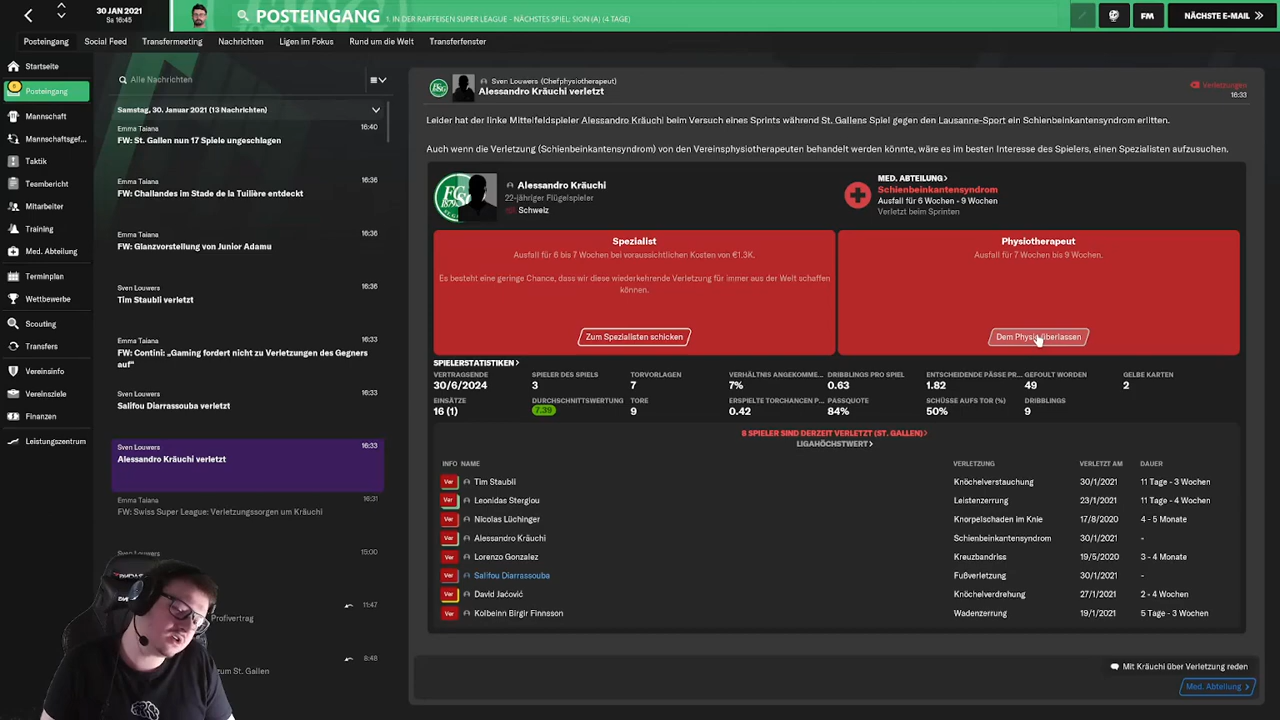 30 JAN 2021
Sa 16:45
POSTEINGANG
1. IN DER RAIFFEISEN SUPER LEAGUE - NÄCHSTES SPIEL: SION (A) (4 TAGE)
FM
NÄCHSTE E-MAIL
Posteingang
Social Feed
Transfermeeting
Nachrichten
Ligen im Fokus
Rund um die Welt
Transferfenster
Startseite
Posteingang
Mannschaft
Mannschaftsgef...
Taktik
Teambericht
Mitarbeiter
Training
Med. Abteilung
Terminplan
Wettbewerbe
Scouting
Transfers
Vereinsinfo
Vereinsziele
Finanzen
Leistungszentrum
Alle Nachrichten
Samstag, 30. Januar 2021 (13 Nachrichten)
Emma Taiana 16:40
FW: St. Gallen nun 17 Spiele ungeschlagen
Emma Taiana 16:36
FW: Challandes im Stade de la Tuilière entdeckt
Emma Taiana 16:36
FW: Glanzvorstellung von Junior Adamu
Sven Louwers 16:36
Tim Staubli verletzt
Emma Taiana 16:33
FW: Contini: „Gaming fordert nicht zu Verletzungen des Gegners
auf“
Sven Louwers 16:33
Salifou Diarrassouba verletzt
Sven Louwers 16:33
Alessandro Kräuchi verletzt
Emma Taiana 16:31
FW: Swiss Super League: Verletzungssorgen um Kräuchi
15:00
11:47
Profivertrag
8:48
zum St. Gallen
Sven Louwers (Chefphysiotherapeut)
Alessandro Kräuchi verletzt
Verletzungen
16:33
Leider hat der linke Mittelfeldspieler Alessandro Kräuchi beim Versuch eines Sprints während St. Gallens Spiel gegen den Lausanne-Sport ein Schienbeinkantensyndrom erlitten.
Auch wenn die Verletzung (Schienbeinkantensyndrom) von den Vereinsphysiotherapeuten behandelt werden könnte, wäre es im besten Interesse des Spielers, einen Spezialisten aufzusuchen.
Alessandro Kräuchi
22-jähriger Flügelspieler
Schweiz
MED. ABTEILUNG
Schienbeinkantensyndrom
Ausfall für 6 Wochen - 9 Wochen
Verletzt beim Sprinten
Spezialist
Ausfall für 6 bis 7 Wochen bei voraussichtlichen Kosten von €1.3K.
Es besteht eine geringe Chance, dass wir diese wiederkehrende Verletzung für immer aus der Welt schaffen
können.
Zum Spezialisten schicken
Physiotherapeut
Ausfall für 7 Wochen bis 9 Wochen.
Dem Physio überlassen
SPIELERSTATISTIKEN
VERTRAGSENDE SPIELER DES SPIELS TORVORLAGEN VERHÄLTNIS ANGEKOMME... DRIBBLINGS PRO SPIEL ENTSCHEIDENDE PÄSSE PR... GEFOULT WORDEN GELBE KARTEN
30/6/2024 3 7 7% 0.63 1.82 49 2
EINSÄTZE DURCHSCHNITTSWERTUNG TORE ERSPIELTE TORCHANCEN P... PASSQUOTE SCHÜSSE AUFS TOR (%) DRIBBLINGS
16 (1) 7.39 9 0.42 84% 50% 9
8 SPIELER SIND DERZEIT VERLETZT (ST. GALLEN)
LIGAHÖCHSTWERT
INFO NAME VERLETZUNG VERLETZT AM DAUER
Ver Tim Staubli Knöchelverstauchung 30/1/2021 11 Tage - 3 Wochen
Ver Leonidas Stergiou Leistenzerrung 23/1/2021 11 Tage - 4 Wochen
Ver Nicolas Lüchinger Knorpelschaden im Knie 17/8/2020 4 - 5 Monate
Ver Alessandro Kräuchi Schienbeinkantensyndrom 30/1/2021 -
Ver Lorenzo Gonzalez Kreuzbandriss 19/5/2020 3 - 4 Monate
Ver Salifou Diarrassouba Fußverletzung 30/1/2021 -
Ver David Jaćović Knöchelverdrehung 27/1/2021 2 - 4 Wochen
Ver Kolbeinn Birgir Finnsson Wadenzerrung 19/1/2021 5 Tage - 3 Wochen
Mit Kräuchi über Verletzung reden
Med. Abteilung